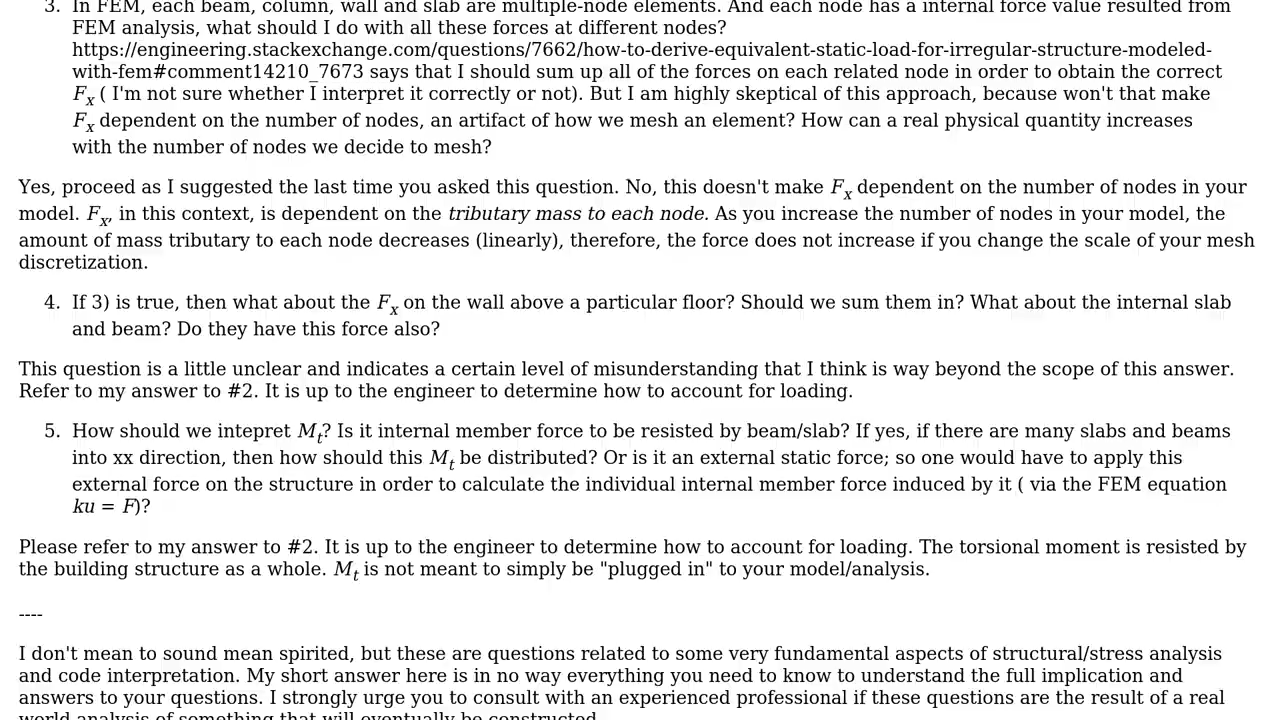 3. In FEM, each beam, column, wall and slab are multiple-node elements. And each node has a internal force value resulted from
FEM analysis, what should I do with all these forces at different nodes?
https://engineering.stackexchange.com/questions/7662/how-to-derive-equivalent-static-load-for-irregular-structure-modeled-
with-fem#comment14210_7673 says that I should sum up all of the forces on each related node in order to obtain the correct
Fx ( I'm not sure whether I interpret it correctly or not). But I am highly skeptical of this approach, because won't that make
Fx dependent on the number of nodes, an artifact of how we mesh an element? How can a real physical quantity increases
with the number of nodes we decide to mesh?
Yes, proceed as I suggested the last time you asked this question. No, this doesn't make Fx dependent on the number of nodes in your
model. Fx, in this context, is dependent on the tributary mass to each node. As you increase the number of nodes in your model, the
amount of mass tributary to each node decreases (linearly), therefore, the force does not increase if you change the scale of your mesh
discretization.
4. If 3) is true, then what about the Fx on the wall above a particular floor? Should we sum them in? What about the internal slab
and beam? Do they have this force also?
This question is a little unclear and indicates a certain level of misunderstanding that I think is way beyond the scope of this answer.
Refer to my answer to #2. It is up to the engineer to determine how to account for loading.
5. How should we intepret Mt? Is it internal member force to be resisted by beam/slab? If yes, if there are many slabs and beams
into xx direction, then how should this Mt be distributed? Or is it an external static force; so one would have to apply this
external force on the structure in order to calculate the individual internal member force induced by it ( via the FEM equation
ku = F)?
Please refer to my answer to #2. It is up to the engineer to determine how to account for loading. The torsional moment is resisted by
the building structure as a whole. Mt is not meant to simply be "plugged in" to your model/analysis.
----
I don't mean to sound mean spirited, but these are questions related to some very fundamental aspects of structural/stress analysis
and code interpretation. My short answer here is in no way everything you need to know to understand the full implication and
answers to your questions. I strongly urge you to consult with an experienced professional if these questions are the result of a real
world analysis of something that will eventually be constructed.